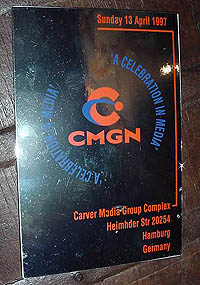 Sunday 13 April 1997
'A CELEBRATION IN MEDIA'
'A CELEBRATION IN MEDIA'
CMGN
Carver Media Group Complex
Helmhder Str 20254
Hamburg
Germany